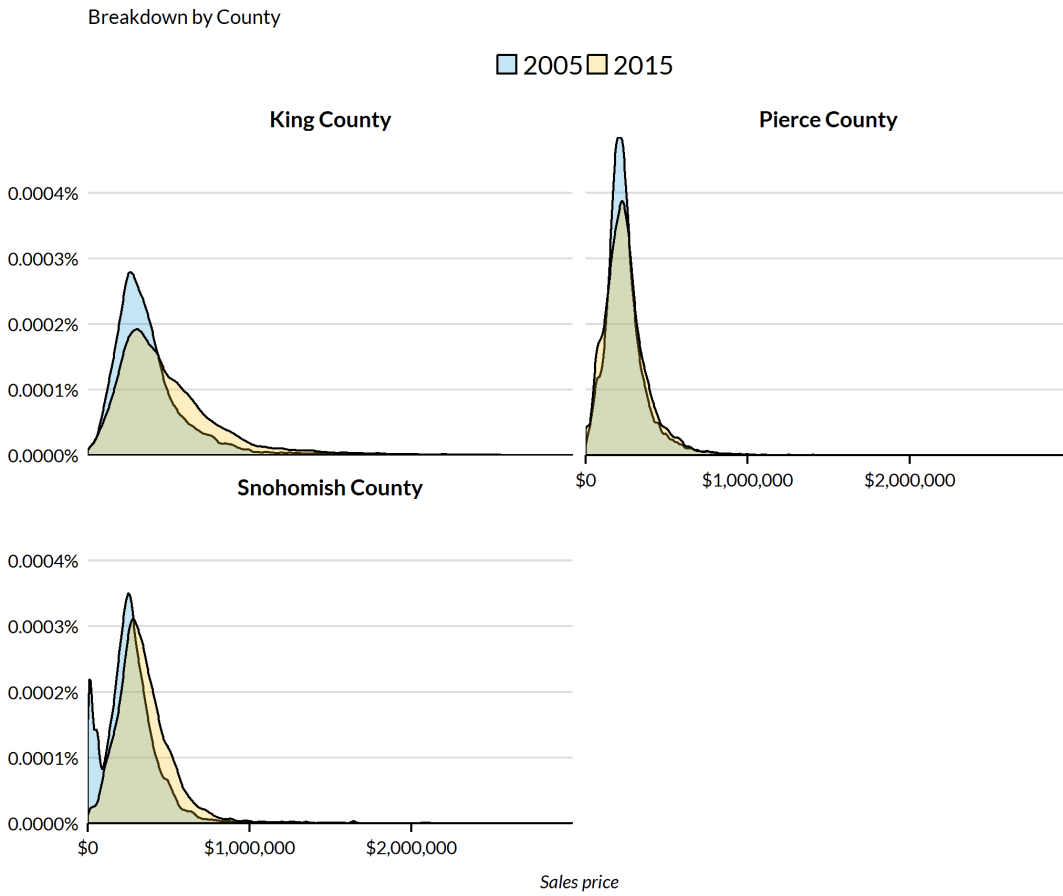 Breakdown by County
2005 2015
King County
Pierce County
0.0004%
0.0003%
0.0002%
0.0001%
0.0000%
$0 $1,000,000 $2,000,000
Snohomish County
0.0004%
0.0003%
0.0002%
0.0001%
0.0000%
$0 $1,000,000 $2,000,000
Sales price